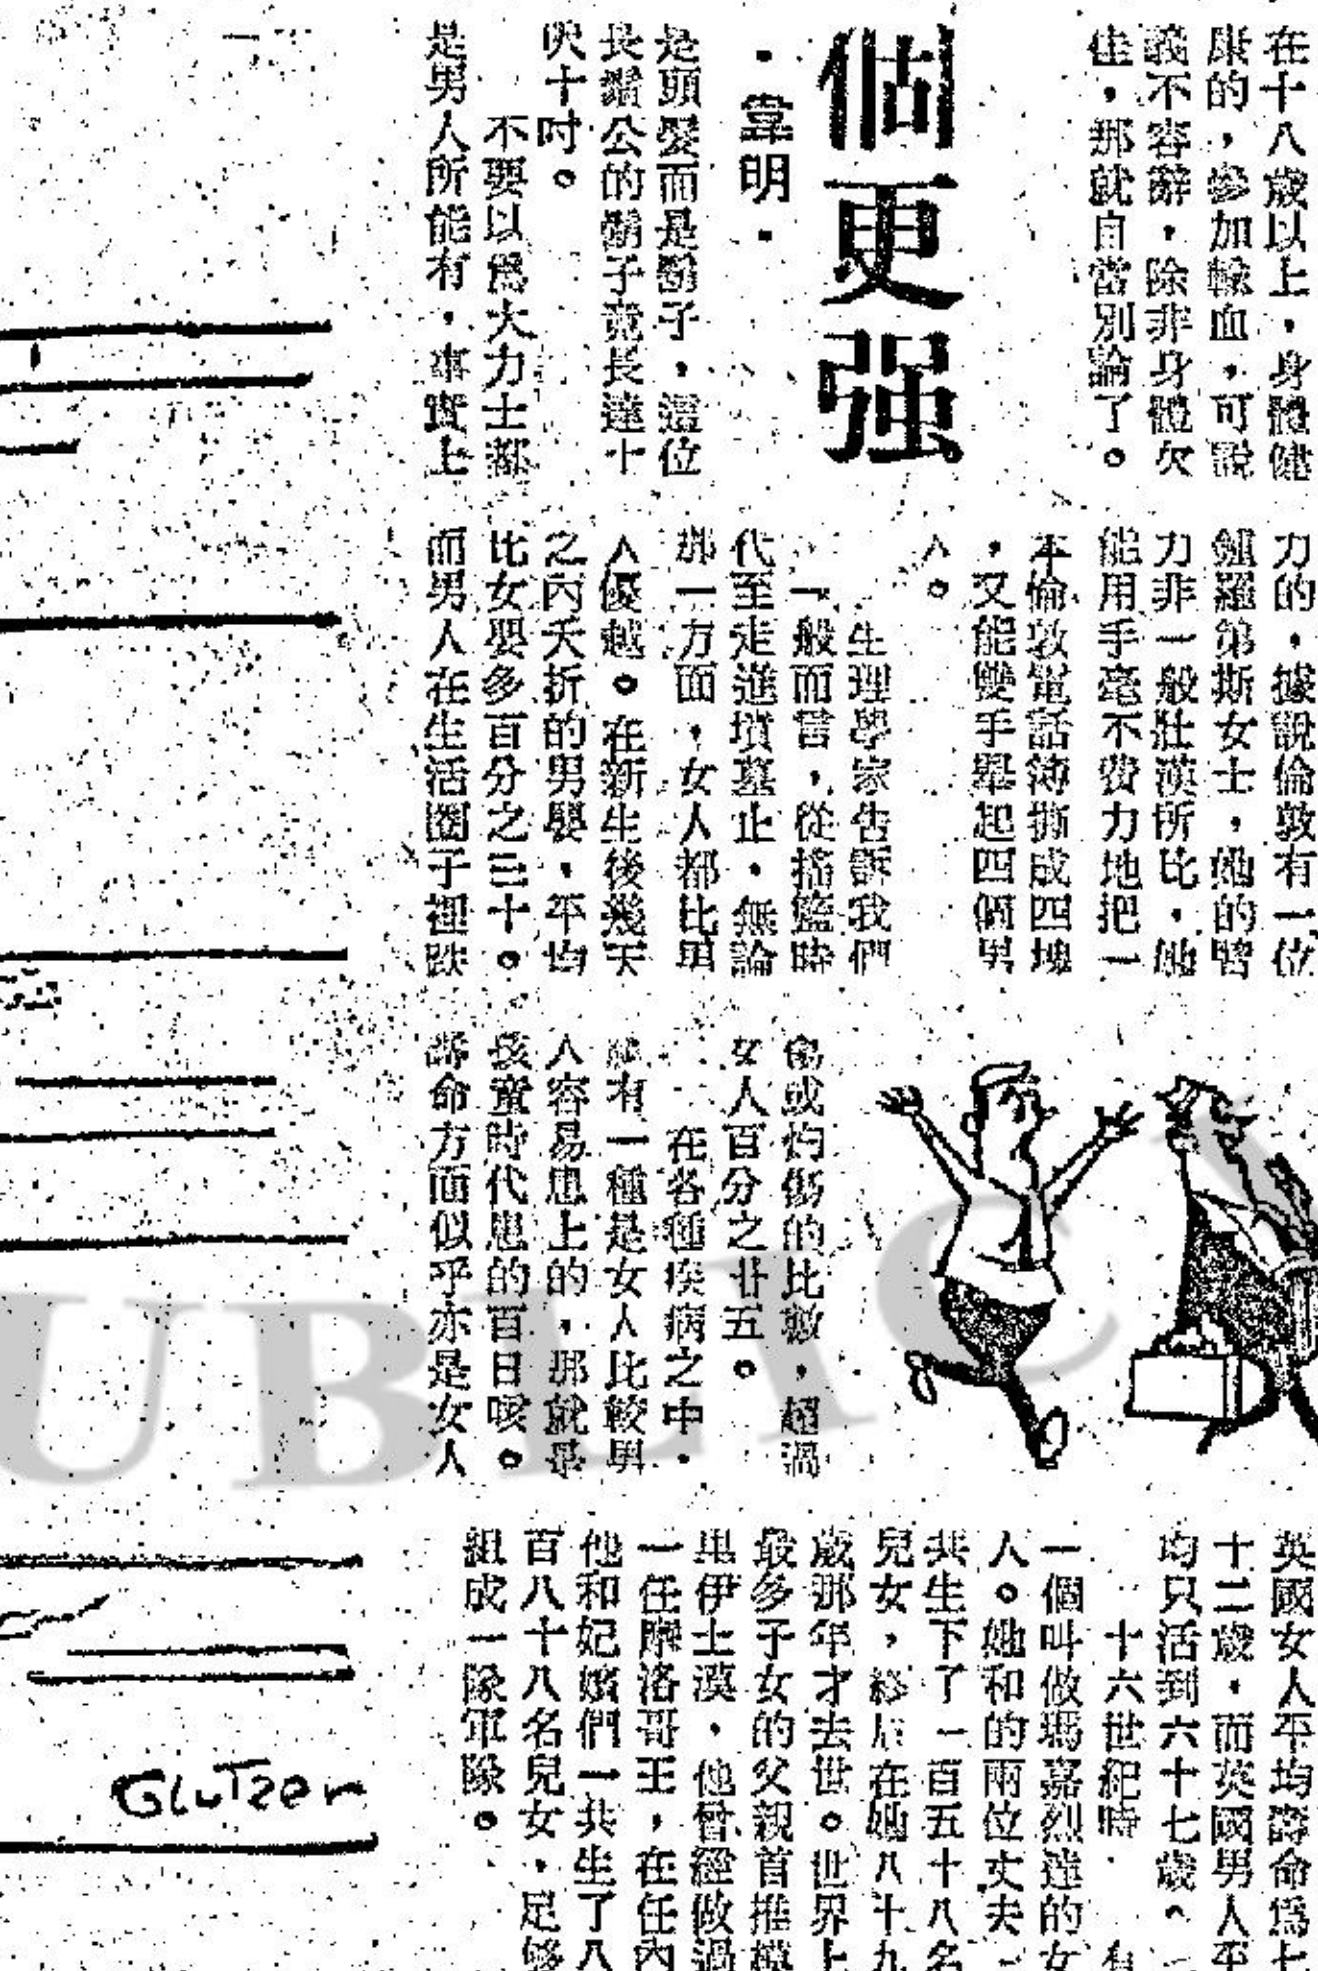 在十八歲以上,身體健
康的,參加輸血,可說
義不容辭,除非身體欠
佳,那就自當別論了。
個更强
·韋明·
是頭髮而是鬍子,這位
長鬍公的鬍子竟長達十
呎十吋。
不要以爲大力士都
是男人所能有,事實上
力的,據說倫敦有一位
羅第斯女士,她的臂
力非一般壯漢所比,她
能用手毫不費力地把一
本倫敦電話簿撕成四塊
,又能雙手舉起四個男
人。
生理學家告訴我們
一般而言,從搖籃時
代至走進墳墓止,無論
那一方面,女人都比男
人優越。在新生後幾天
之內夭折的男嬰,平均
比女嬰多百分之三十。
而男人在生活圈子裡跌
傷或灼傷的比數,超過
女人百分之廿五。
在各種疾病之中,
有一種是女人比較男
人容易患上的,那就是
孩童時代患的百日咳。
壽命方面似乎亦是女人
英國女人平均壽命爲七
十二歲,而英國男人平
均只活到六十七歲。
十六世紀時,有
一個叫做瑪嘉烈達的女
人。她和的兩位丈夫一
共生下了一百五十八名
兒女,終后在她八十九
歲那年才去世。世界上
最多子女的父親首推模
里伊士漠,他曾經做過
一任摩洛哥王,在任內
他和妃嬪們一共生了八
百八十八名兒女,足够
組成一隊軍隊。
GLUTZer
UBLIC